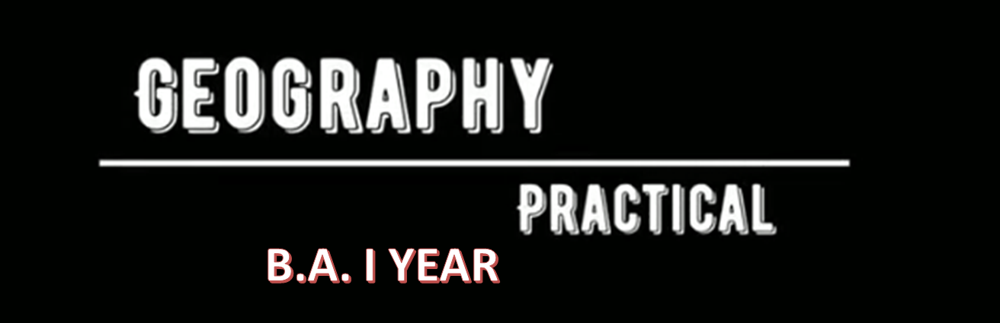 GEOGRAPHY
PRACTICAL
B.A. I YEAR